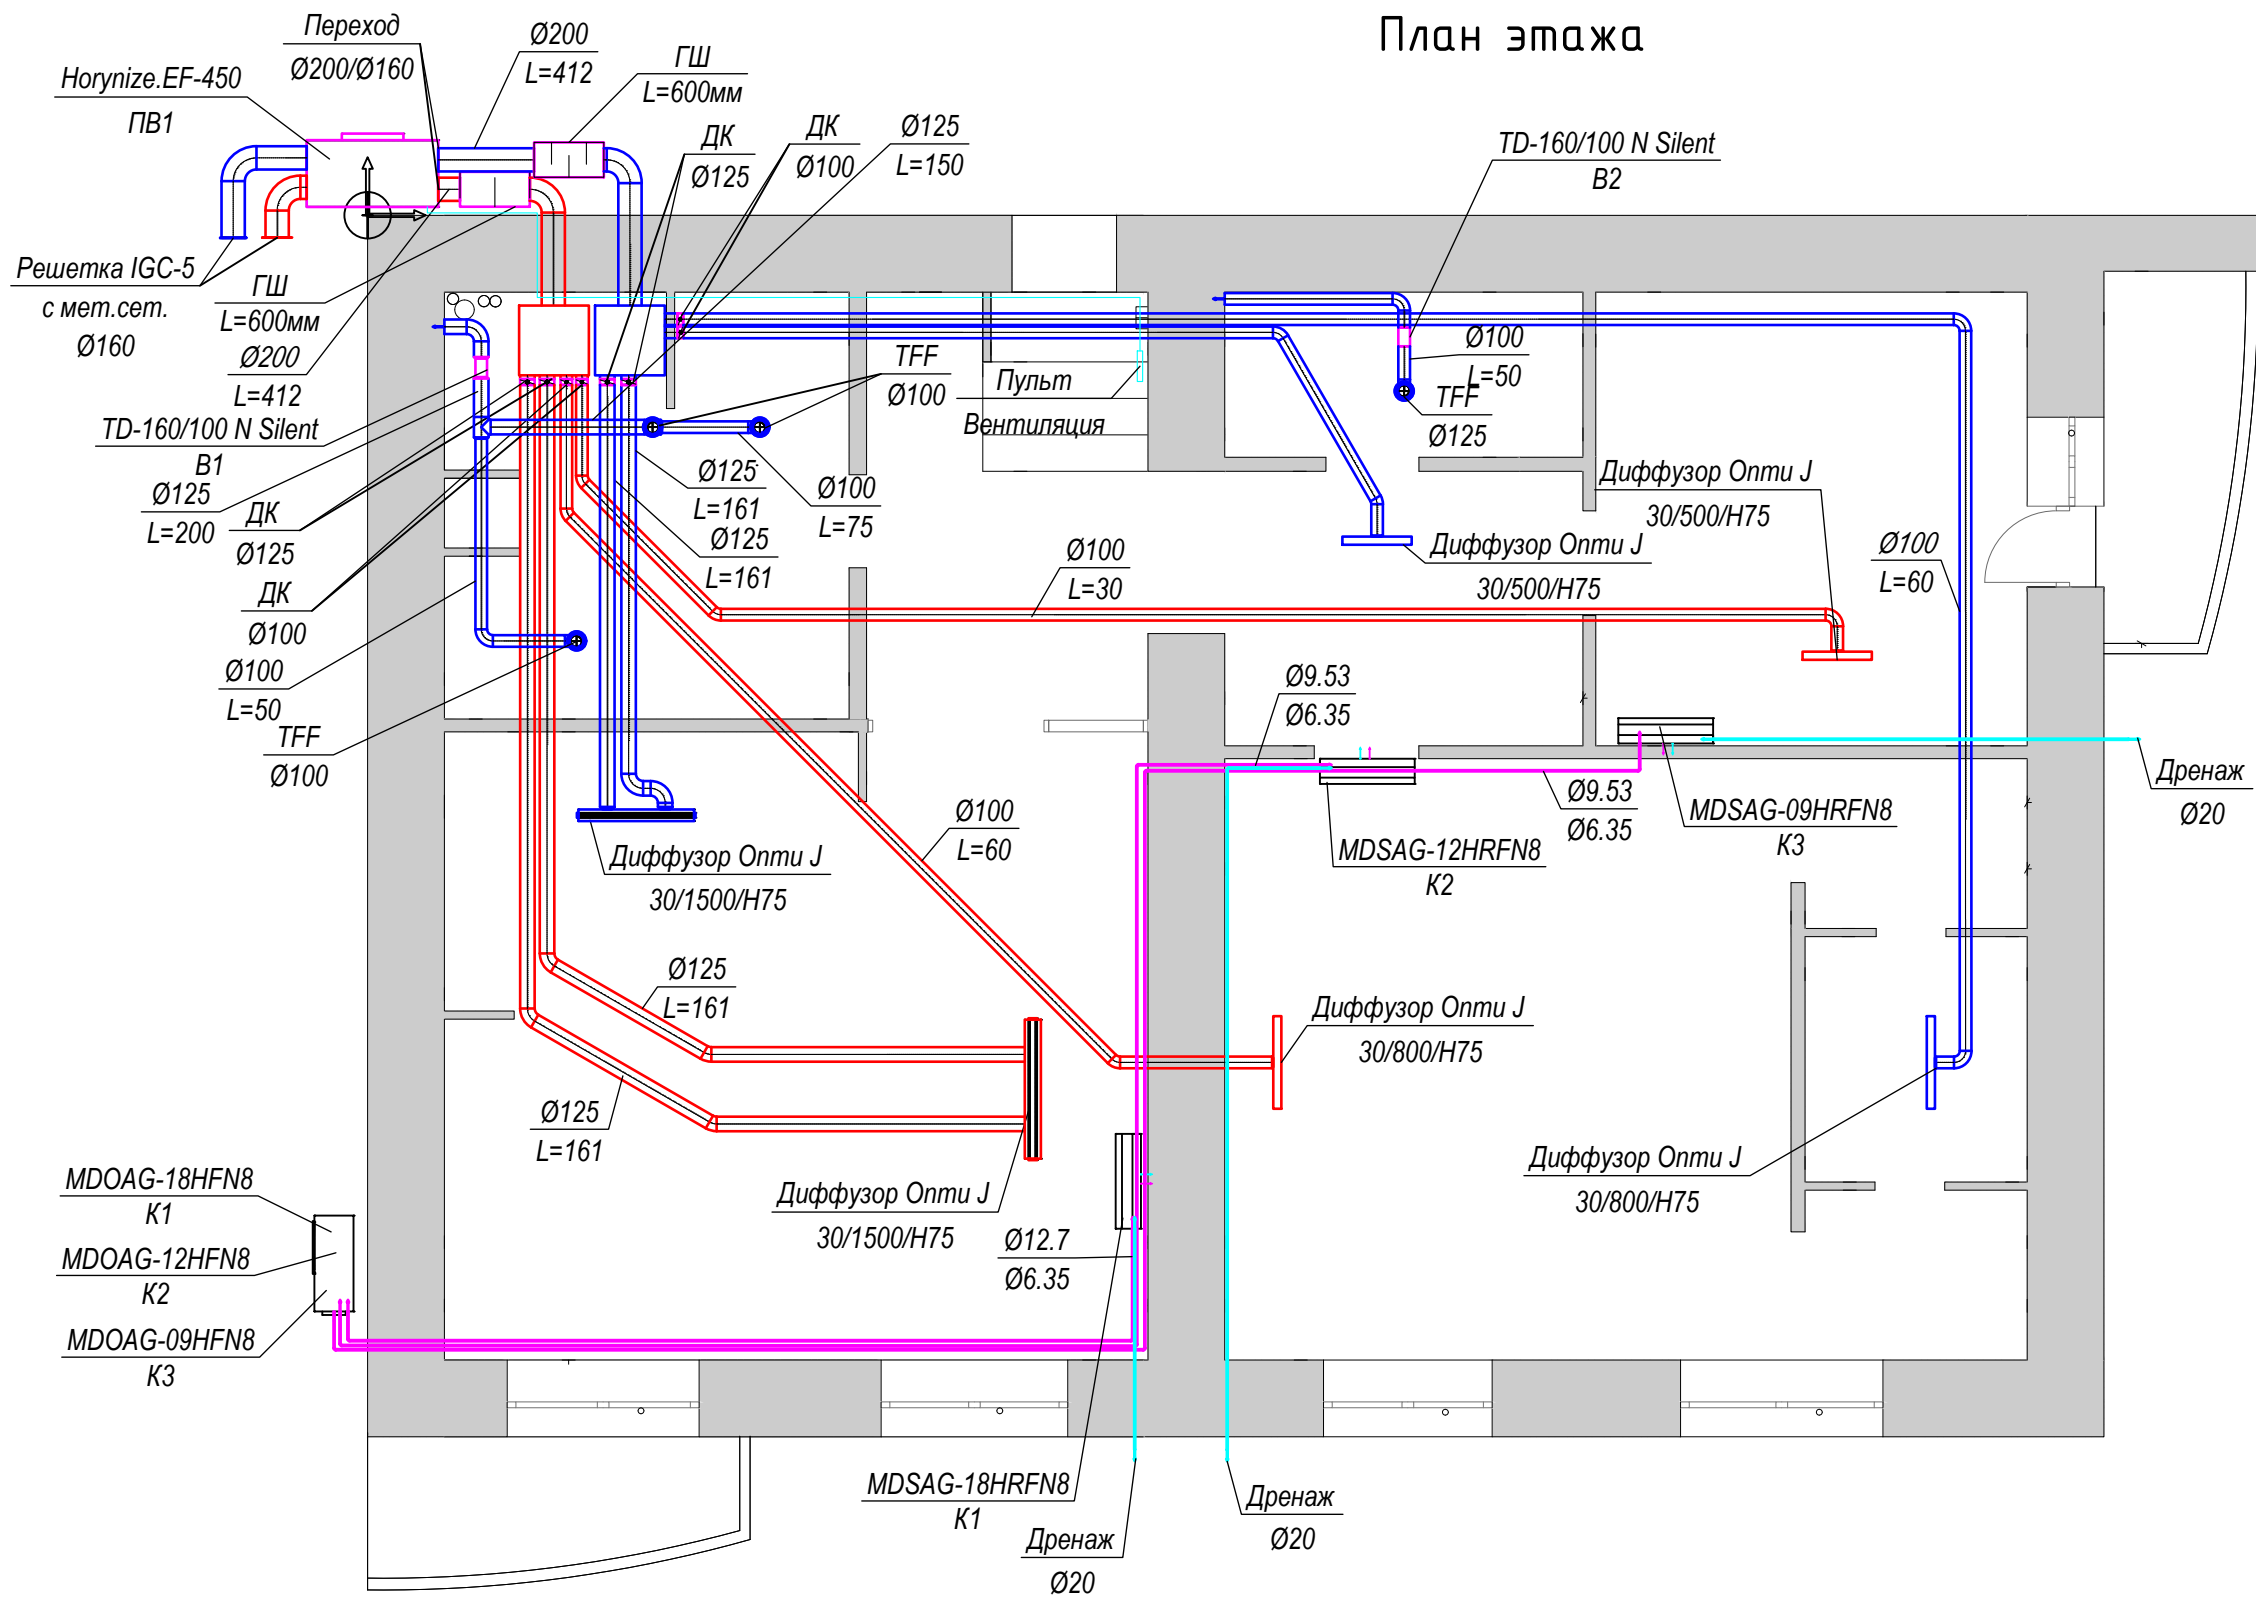 План этажа
Переход
Ø200/Ø160
Ø200
L=412
ГШ
L=600мм
Horynize.EF-450
ПВ1
ДК
Ø125
ДК
Ø100
Ø125
L=150
TD-160/100 N Silent
В2
Решетка IGC-5
с мет.сет.
Ø160
ГШ
L=600мм
Ø200
L=412
TD-160/100 N Silent
В1
Ø125
L=200
ДК
Ø125
ДК
Ø100
Ø100
L=50
TFF
Ø100
TFF
Ø100
Пульт
Вентиляция
Ø100
L=50
TFF
Ø125
Ø125
L=161
Ø100
L=75
Ø125
L=161
Диффузор Опти J
30/500/H75
Диффузор Опти J
30/500/H75
Ø100
L=30
Ø100
L=60
Ø9.53
Ø6.35
Ø9.53
Ø6.35
MDSAG-12HRFN8
К2
MDSAG-09HRFN8
К3
Дренаж
Ø20
Диффузор Опти J
30/1500/H75
Ø100
L=60
Ø125
L=161
Ø125
L=161
Диффузор Опти J
30/800/H75
Диффузор Опти J
30/1500/H75
Диффузор Опти J
30/800/H75
Ø12.7
Ø6.35
MDOAG-18HFN8
К1
MDOAG-12HFN8
К2
MDOAG-09HFN8
К3
MDSAG-18HRFN8
К1
Дренаж
Ø20
Дренаж
Ø20